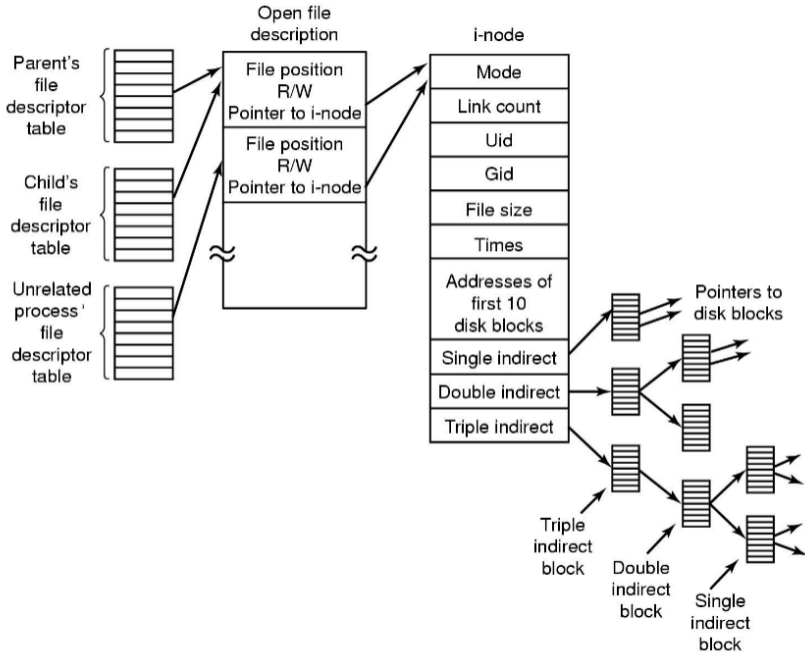 Parent's
file
descriptor
table
Child's
file
descriptor
table
Unrelated
process'
file
descriptor
table
Open file
description
File position
R/W
Pointer to i-node
File position
R/W
Pointer to i-node
i-node
Mode
Link count
Uid
Gid
File size
Times
Addresses of
first 10
disk blocks
Single indirect
Double indirect
Triple indirect
Pointers to
disk blocks
Triple
indirect
block
Double
indirect
block
Single
indirect
block